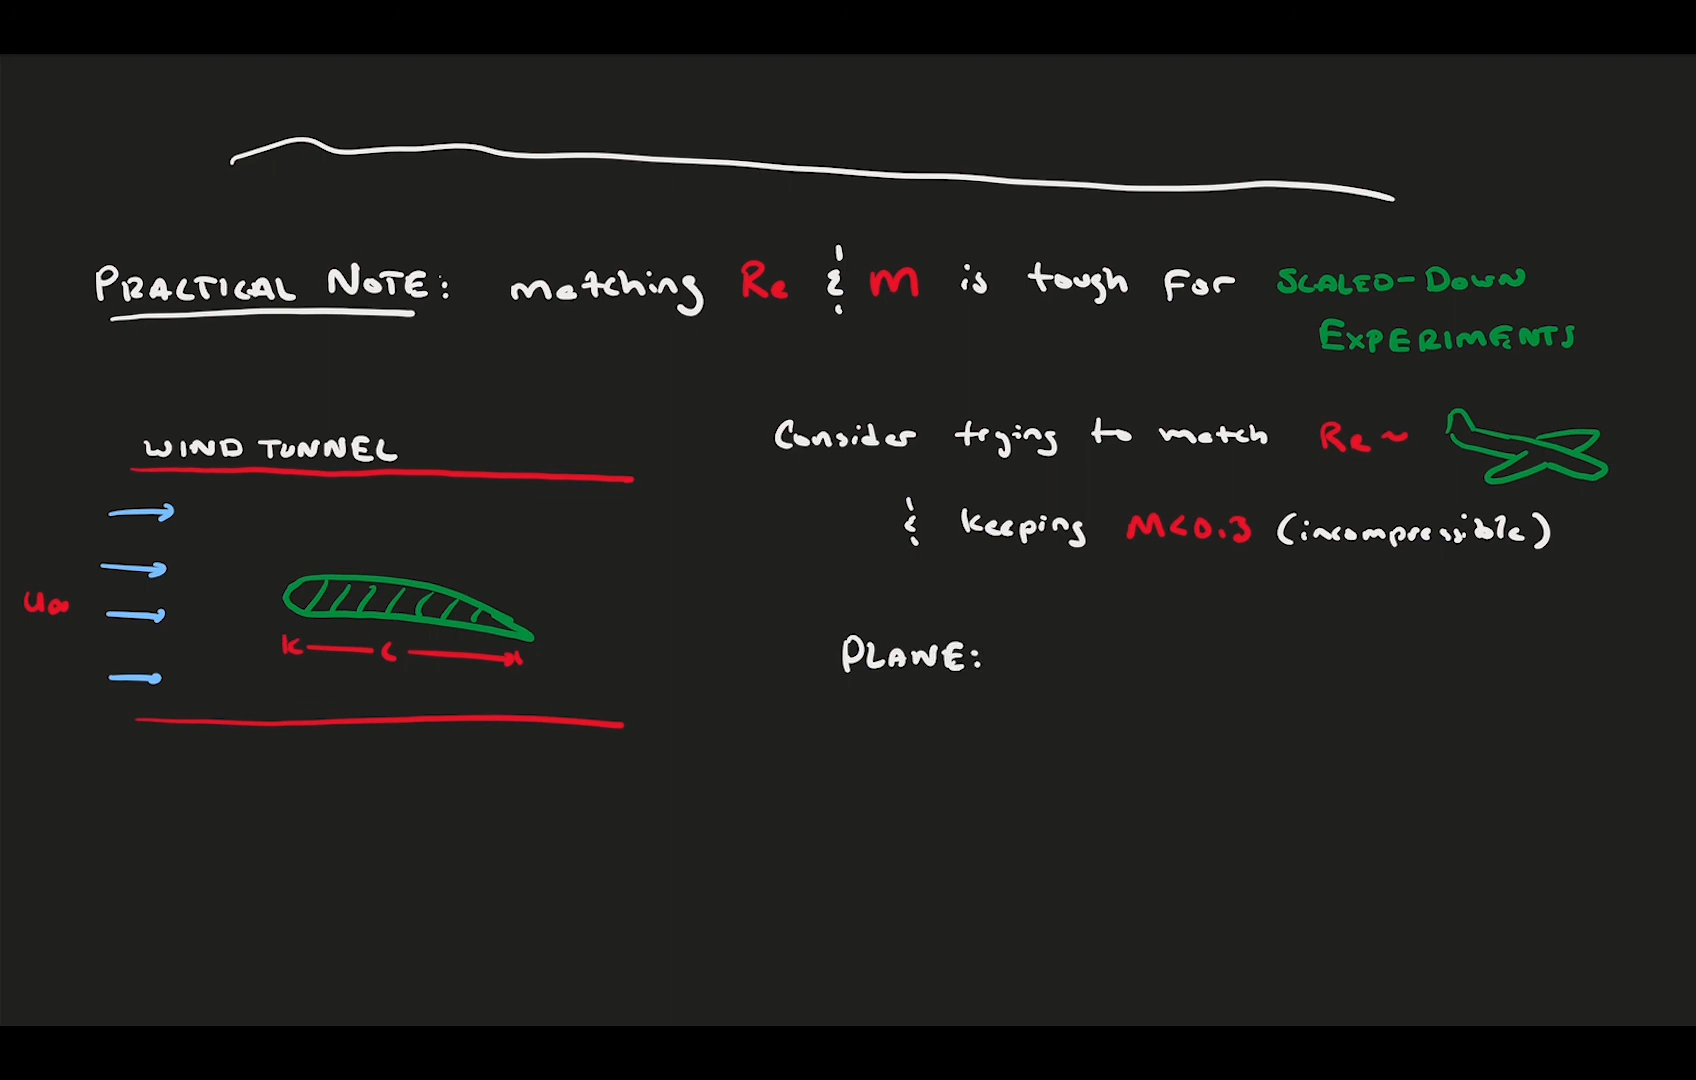 PRACTICAL NOTE: matching Re & M is tough for SCALED-DOWN
EXPERIMENTS
WIND TUNNEL
Consider trying to match Re ~
& keeping M<0.3 (incompressible)
U∞
c
PLANE: